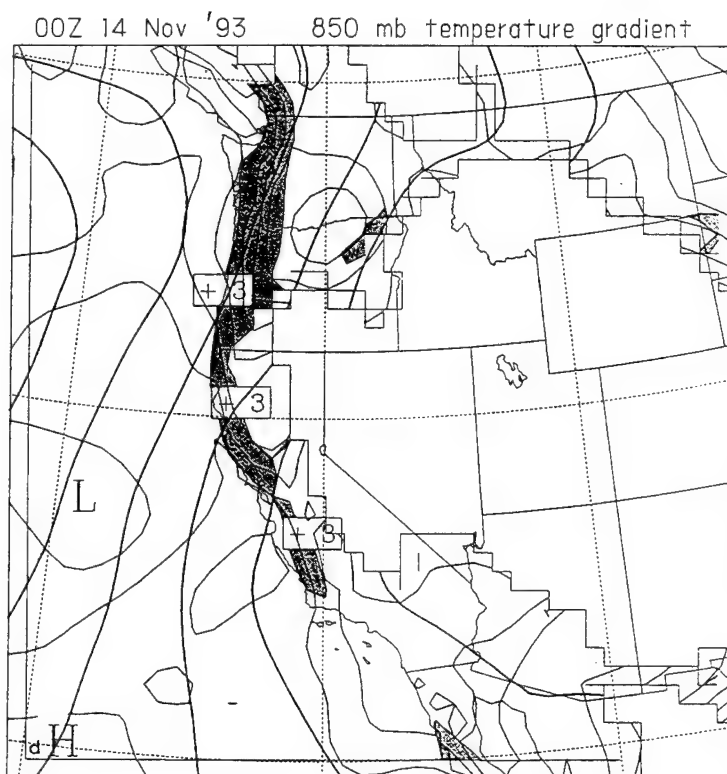 00Z 14 Nov '93 850 mb temperature gradient
+ 3
+ 3
L
+ 3
d H